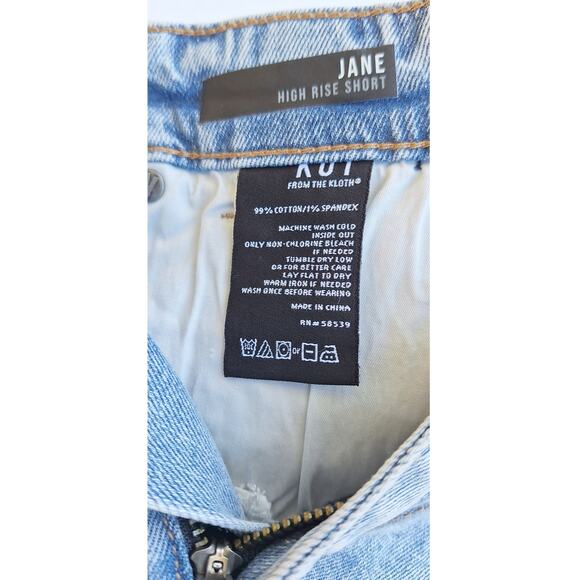 JANE
HIGH RISE SHORT
KUT
FROM THE KLOTH®
99% COTTON/1% SPANDEX
MACHINE WASH COLD
INSIDE OUT
ONLY NON-CHLORINE BLEACH
IF NEEDED
TUMBLE DRY LOW
OR FOR BETTER CARE
LAY FLAT TO DRY
WARM IRON IF NEEDED
WASH ONCE BEFORE WEARING
MADE IN CHINA
RN# 58539
or